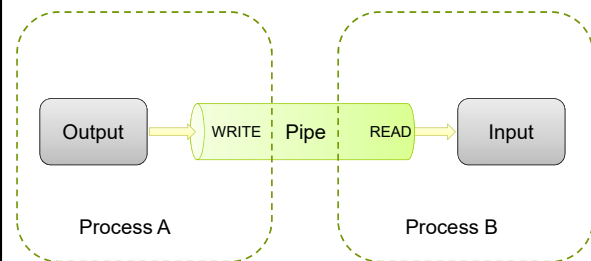 Output
WRITE
Pipe
READ
Input
Process A
Process B